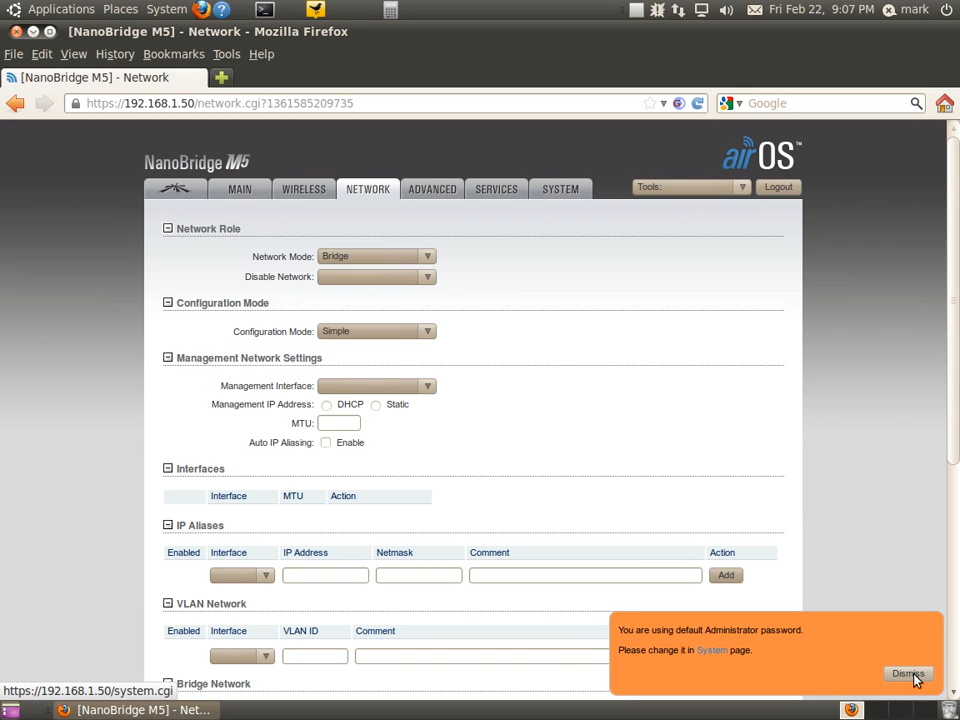 Applications Places System ? Fri Feb 22, 9:07 PM mark
[NanoBridge M5] - Network - Mozilla Firefox
File Edit View History Bookmarks Tools Help
[NanoBridge M5] - Network
https://192.168.1.50/network.cgi?1361585209735 Google
NanoBridge M5 airOS™
MAIN WIRELESS NETWORK ADVANCED SERVICES SYSTEM Tools: Logout
Network Role
Network Mode: Bridge
Disable Network:
Configuration Mode
Configuration Mode: Simple
Management Network Settings
Management Interface:
Management IP Address: DHCP Static
MTU:
Auto IP Aliasing: Enable
Interfaces
Interface MTU Action
IP Aliases
Enabled Interface IP Address Netmask Comment Action
Add
VLAN Network
Enabled Interface VLAN ID Comment
You are using default Administrator password.
Please change it in System page.
Dismiss
Bridge Network
https://192.168.1.50/system.cgi
[NanoBridge M5] - Net...